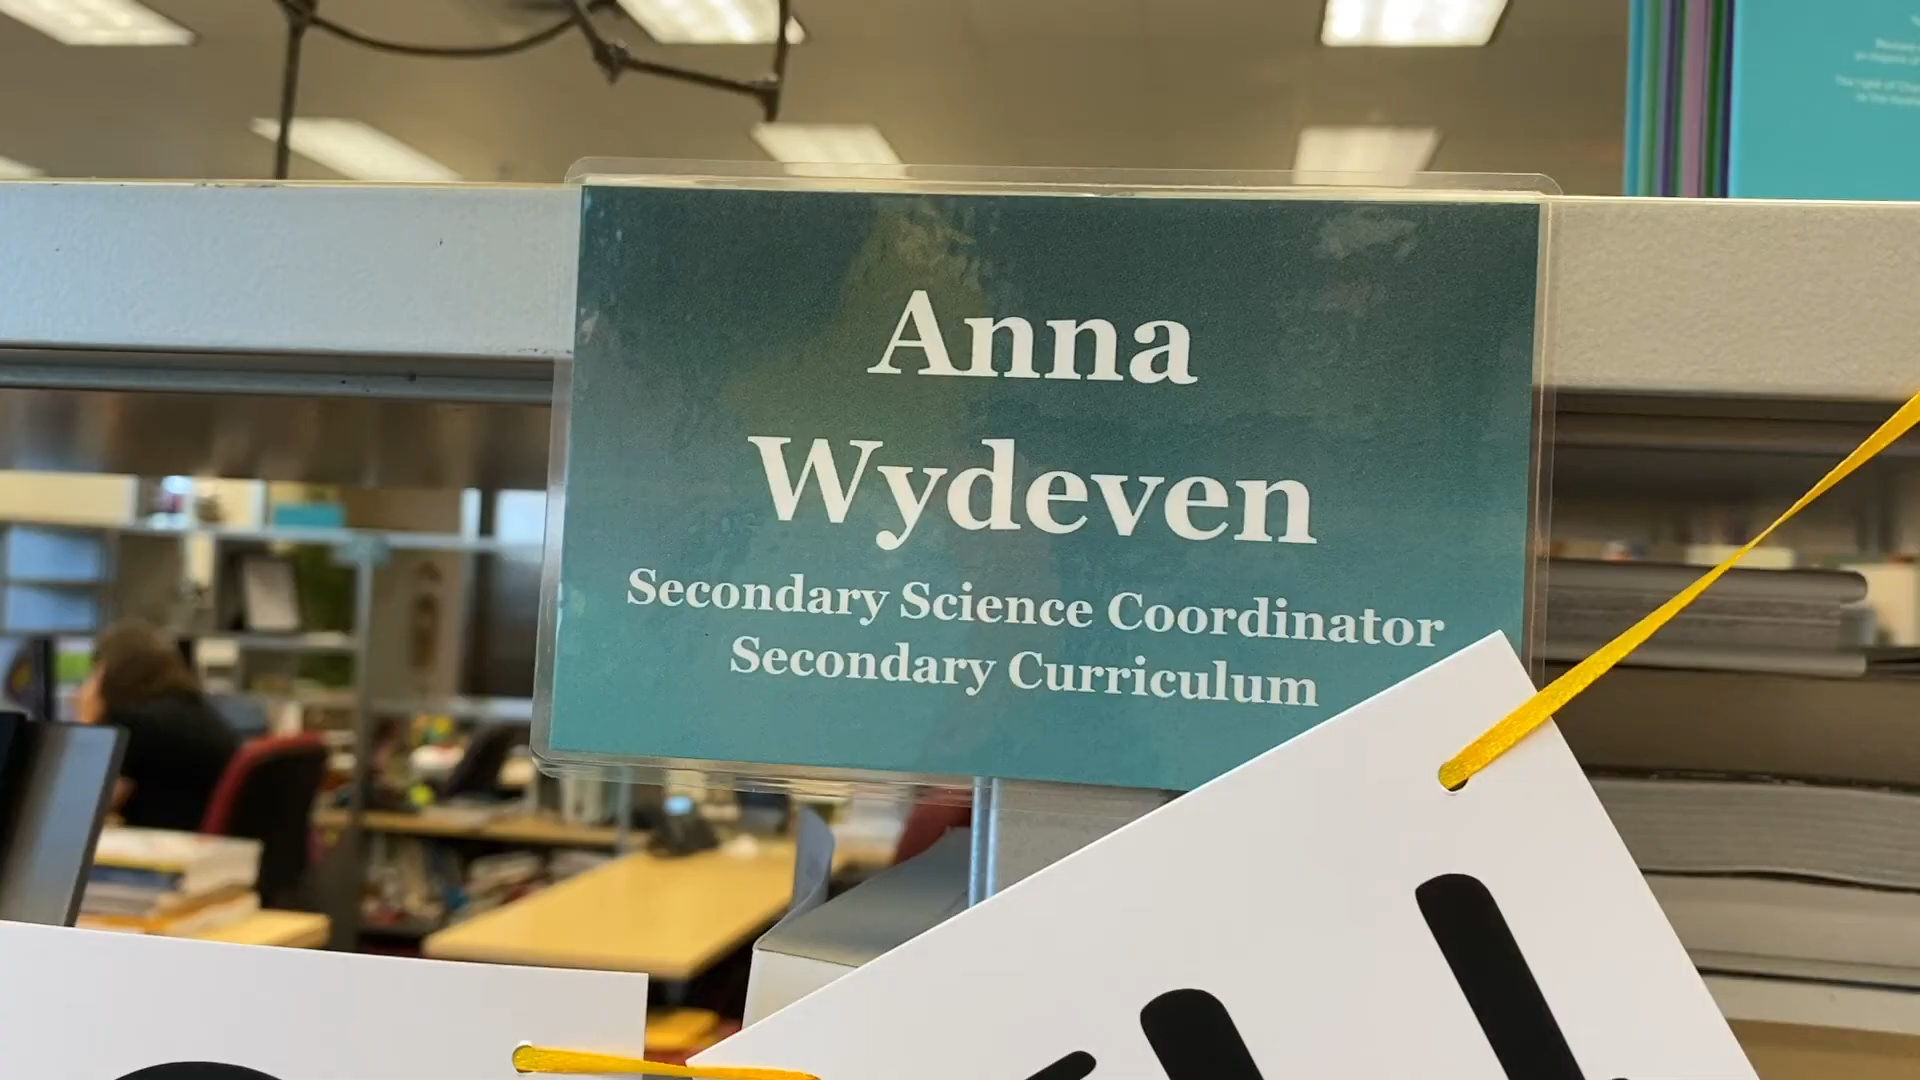 Anna
Wydeven
Secondary Science Coordinator
Secondary Curriculum